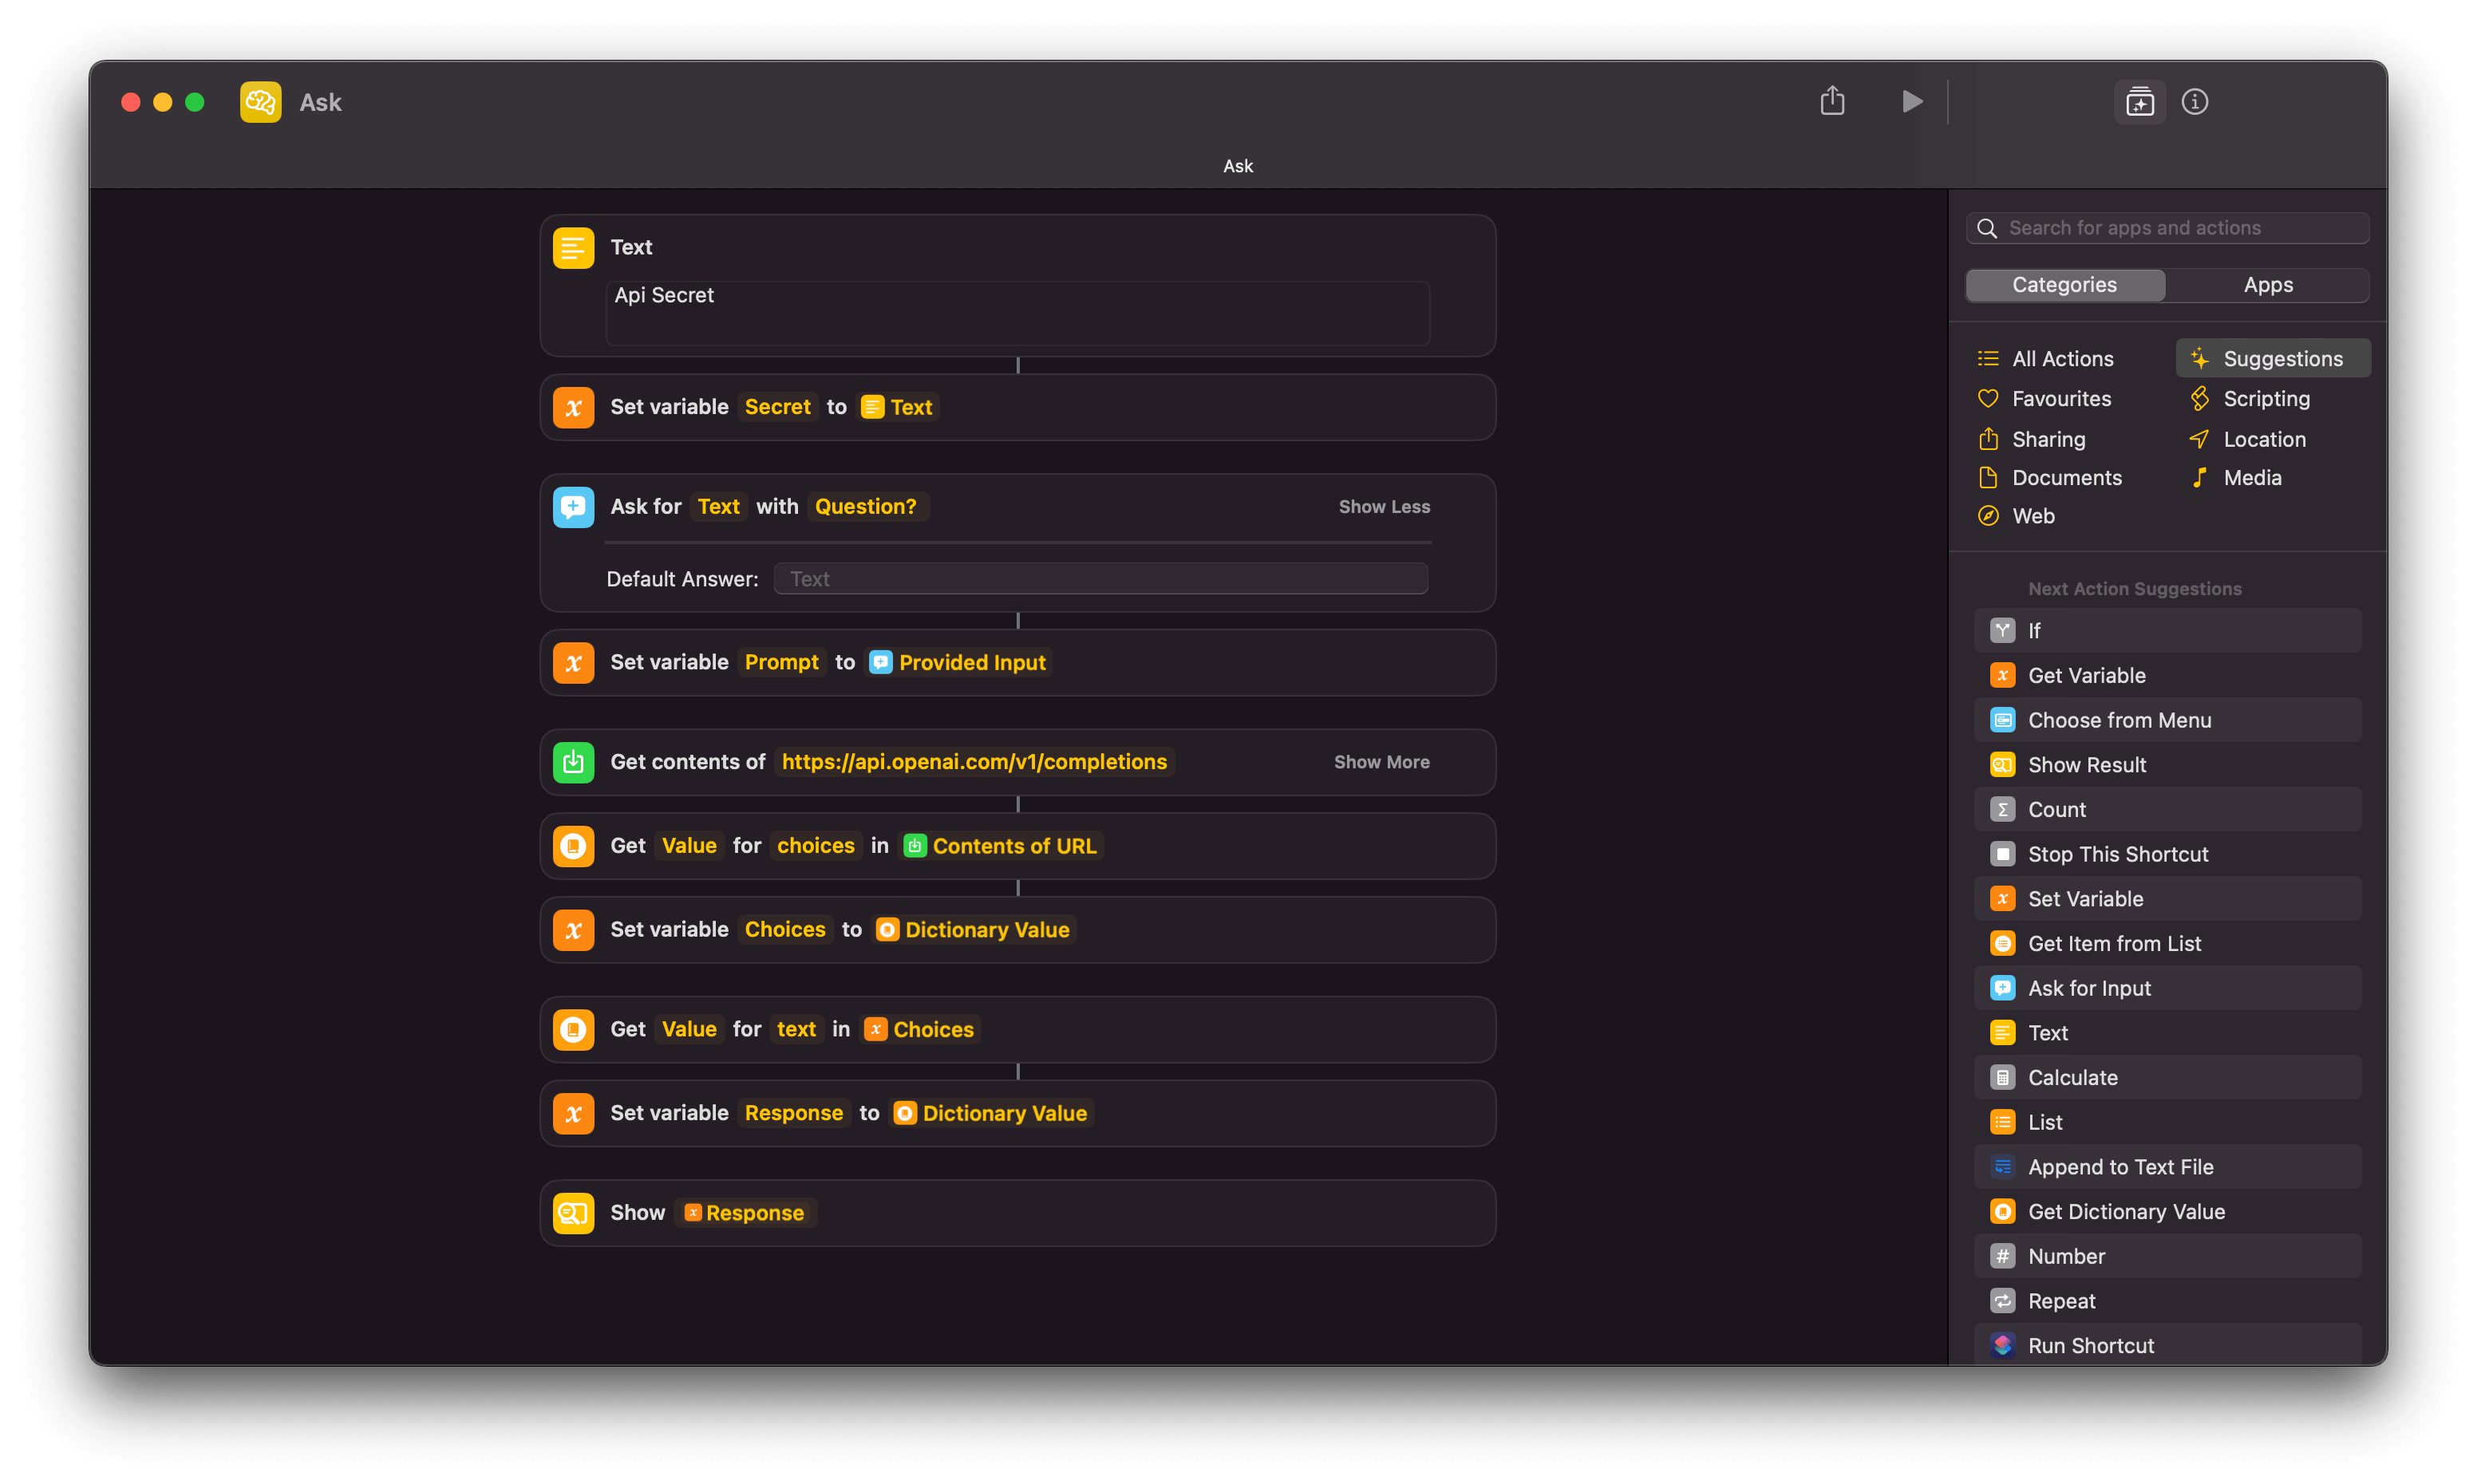 Ask
Ask
Text
Api Secret
Set variable Secret to Text
Ask for Text with Question? Show Less
Default Answer: Text
Set variable Prompt to Provided Input
Get contents of https://api.openai.com/v1/completions Show More
Get Value for choices in Contents of URL
Set variable Choices to Dictionary Value
Get Value for text in Choices
Set variable Response to Dictionary Value
Show Response
Search for apps and actions
Categories Apps
All Actions Suggestions
Favourites Scripting
Sharing Location
Documents Media
Web
Next Action Suggestions
If
Get Variable
Choose from Menu
Show Result
Count
Stop This Shortcut
Set Variable
Get Item from List
Ask for Input
Text
Calculate
List
Append to Text File
Get Dictionary Value
Number
Repeat
Run Shortcut